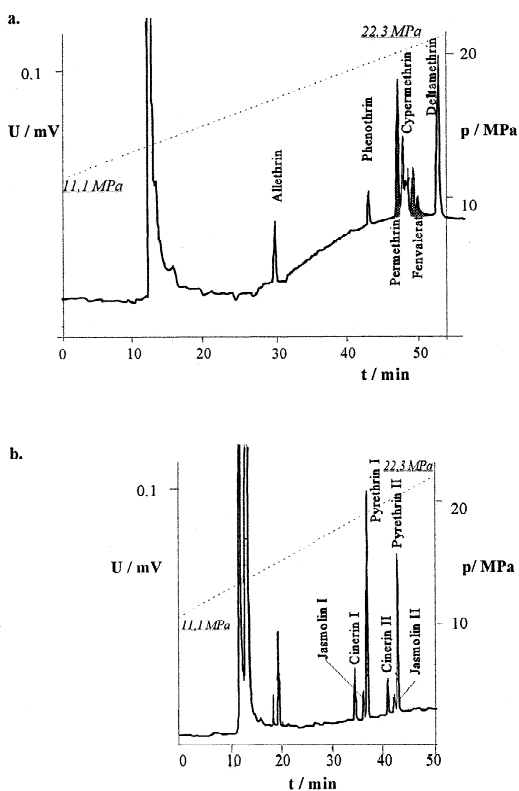 a.
22,3 MPa
20
0.1
Cypermethrin
Deltamethrin
Phenothrin
U / mV
p / MPa
Allethrin
11,1 MPa
10
Permethrin
Fenvalerat
0
10
20
30
40
50
t / min
b.
22,3 MPa
0.1
Pyrethrin I
20
Pyrethrin II
U / mV
p/ MPa
11,1 MPa
10
Jasmolin I
Cinerin I
Cinerin II
Jasmolin II
0
10
20
30
40
50
t / min